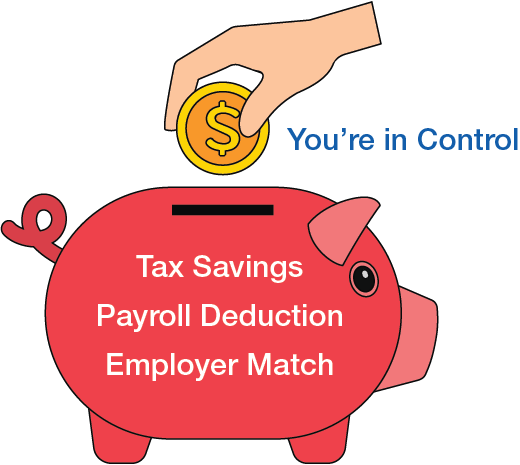 $
You’re in Control
Tax Savings
Payroll Deduction
Employer Match